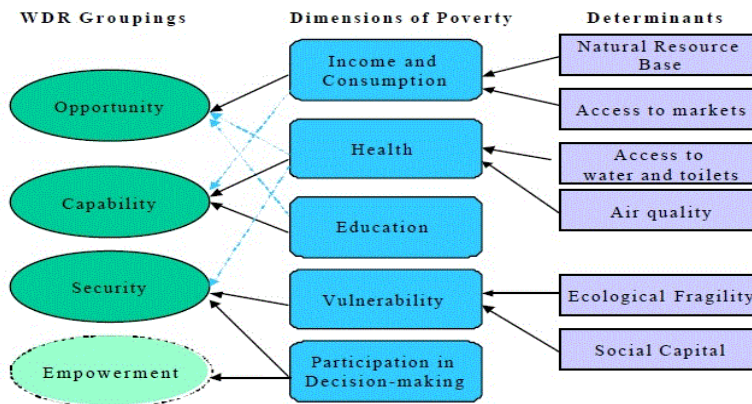 WDR Groupings
Dimensions of Poverty
Determinants
Opportunity
Capability
Security
Empowerment
Income and
Consumption
Health
Education
Vulnerability
Participation in
Decision-making
Natural Resource
Base
Access to markets
Access to
water and toilets
Air quality
Ecological Fragility
Social Capital